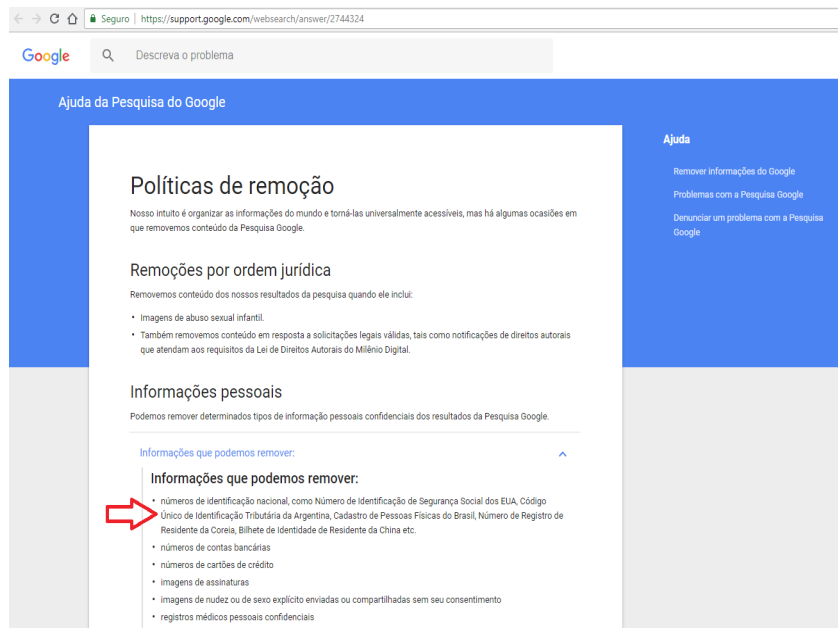 Seguro | https://support.google.com/websearch/answer/2744324
Google
Descreva o problema
Ajuda da Pesquisa do Google
Ajuda
Remover informações do Google
Problemas com a Pesquisa Google
Denunciar um problema com a Pesquisa
Google
Políticas de remoção
Nosso intuito é organizar as informações do mundo e torná-las universalmente acessíveis, mas há algumas ocasiões em
que removemos conteúdo da Pesquisa Google.
Remoções por ordem jurídica
Removemos conteúdo dos nossos resultados da pesquisa quando ele inclui:
• Imagens de abuso sexual infantil.
• Também removemos conteúdo em resposta a solicitações legais válidas, tais como notificações de direitos autorais
que atendam aos requisitos da Lei de Direitos Autorais do Milênio Digital.
Informações pessoais
Podemos remover determinados tipos de informação pessoais confidenciais dos resultados da Pesquisa Google.
Informações que podemos remover:
Informações que podemos remover:
• números de identificação nacional, como Número de Identificação de Segurança Social dos EUA, Código
Único de Identificação Tributária da Argentina, Cadastro de Pessoas Físicas do Brasil, Número de Registro de
Residente da Coreia, Bilhete de Identidade de Residente da China etc.
• números de contas bancárias
• números de cartões de crédito
• imagens de assinaturas
• imagens de nudez ou de sexo explícito enviadas ou compartilhadas sem seu consentimento
• registros médicos pessoais confidenciais